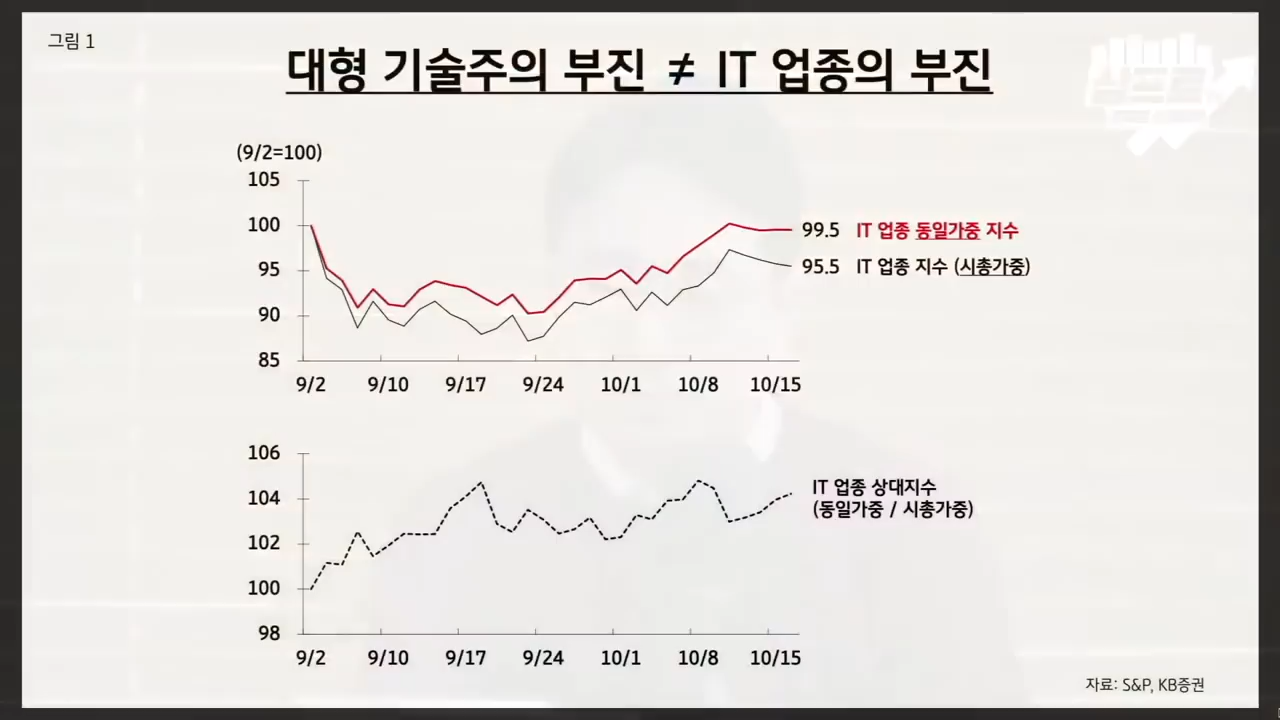 그림 1
대형 기술주의 부진 ≠ IT 업종의 부진
(9/2=100)
105
100
95
90
85
9/2 9/10 9/17 9/24 10/1 10/8 10/15
99.5 IT 업종 동일가중 지수
95.5 IT 업종 지수 (시총가중)
106
104
102
100
98
9/2 9/10 9/17 9/24 10/1 10/8 10/15
IT 업종 상대지수
(동일가중 / 시총가중)
자료: S&P, KB증권